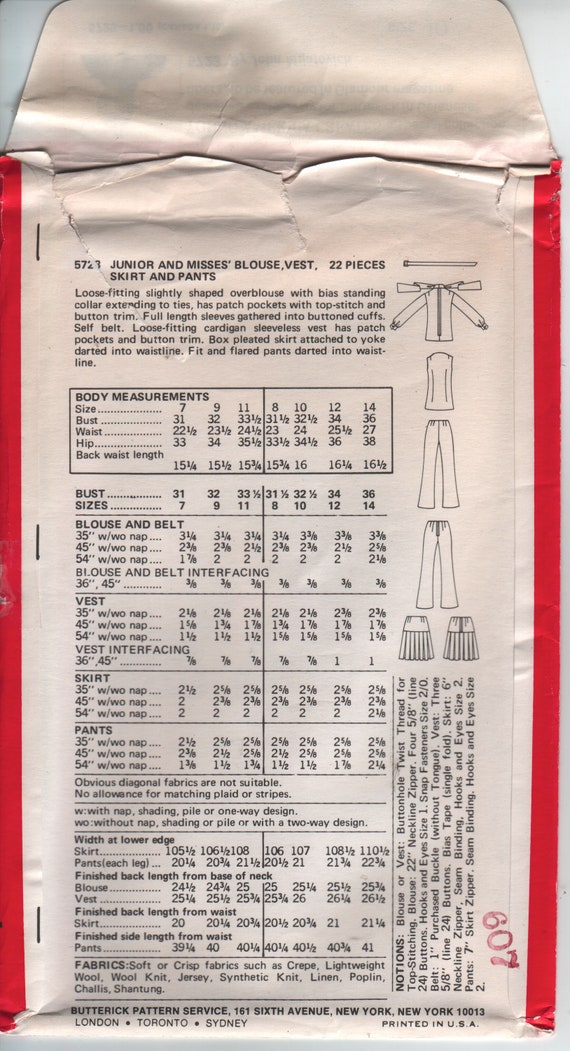 5723 JUNIOR AND MISSES' BLOUSE, VEST, 22 PIECES
SKIRT AND PANTS
Loose-fitting slightly shaped overblouse with bias standing
collar extending to ties, has patch pockets with top-stitch and
button trim. Full length sleeves gathered into buttoned cuffs.
Self belt. Loose-fitting cardigan sleeveless vest has patch
pockets and button trim. Box pleated skirt attached to yoke
darted into waistline. Fit and flared pants darted into waist-
line.
BODY MEASUREMENTS
Size 7 9 11 8 10 12 14
Bust 31 32 33½ 31½ 32½ 34 36
Waist 22½ 23½ 24½ 23 24 25½ 27
Hip 33 34 35½ 33½ 34½ 36 38
Back waist length
15¼ 15½ 15¾ 15¾ 16 16¼ 16½
BUST 31 32 33½ 31½ 32½ 34 36
SIZES 7 9 11 8 10 12 14
BLOUSE AND BELT
35" w/wo nap 3¼ 3¼ 3¼ 3¼ 3⅜ 3⅜ 3⅜
45" w/wo nap 2⅜ 2⅜ 2½ 2⅜ 2⅜ 2½ 2⅝
54" w/wo nap 1⅞ 2 2 2 2 2 2
BLOUSE AND BELT INTERFACING
36", 45" ⅜ ⅜ ⅜ ⅜ ⅜ ⅜ ⅜
VEST
35" w/wo nap 2⅛ 2⅛ 2⅛ 2⅛ 2⅛ 2⅜ 2⅜
45" w/wo nap 1⅝ 1¾ 1⅞ 1¾ 1⅞ 1⅞ 1⅞
54" w/wo nap 1½ 1½ 1½ 1½ 1⅝ 1⅝ 1⅝
VEST INTERFACING
36", 45" ⅞ ⅞ ⅞ ⅞ ⅞ 1 1
SKIRT
35" w/wo nap 2½ 2⅝ 2⅝ 2⅝ 2⅝ 2⅝ 2⅝
45" w/wo nap 2 2⅜ 2⅜ 2⅜ 2⅜ 2⅜ 2⅝
54" w/wo nap 2 2 2 2 2 2 2⅛
PANTS
35" w/wo nap 2½ 2⅝ 2⅝ 2⅝ 2⅝ 2⅝ 2⅝
45" w/wo nap 2⅜ 2½ 2⅝ 2½ 2½ 2⅝ 2⅝
54" w/wo nap 1⅜ 1½ 1¾ 1½ 1½ 1⅞ 2¼
Obvious diagonal fabrics are not suitable.
No allowance for matching plaid or stripes.
w:with nap, shading, pile or one-way design.
wo:without nap, shading or pile or with a two-way design.
Width at lower edge
Skirt 105½ 106½ 108 106 107 108½ 110½
Pants(each leg) 20¼ 20¾ 21½ 20½ 21 21¾ 22¾
Finished back length from base of neck
Blouse 24½ 24¾ 25 25 25¼ 25½ 25¾
Vest 25¼ 25½ 25¾ 25¾ 26 26¼ 26½
Finished back length from waist
Skirt 20 20¼ 20¾ 20½ 20¾ 21 21¼
Finished side length from waist
Pants 39¼ 40 40¼ 40¼ 40½ 40¾ 41
FABRICS:Soft or Crisp fabrics such as Crepe, Lightweight
Wool, Wool Knit, Jersey, Synthetic Knit, Linen, Poplin,
Challis, Shantung.
NOTIONS: Blouse or Vest: Buttonhole Twist Thread for
Top-Stitching. Blouse: 22" Neckline Zipper. Four 5/8" (line
24) Buttons. Hooks and Eyes Size 1. Snap Fasteners Size 2/0.
Belt: 1" Purchased Buckle (without Tongue). Vest: Three
5/8" (line 24) Buttons. Bias Tape (single fold). Skirt: 6"
Neckline Zipper Seam Binding, Hooks and Eyes Size 2.
Pants: 7" Skirt Zipper. Seam Binding. Hooks and Eyes Size
2.
607
BUTTERICK PATTERN SERVICE, 161 SIXTH AVENUE, NEW YORK, NEW YORK 10013
LONDON • TORONTO • SYDNEY PRINTED IN U.S.A.